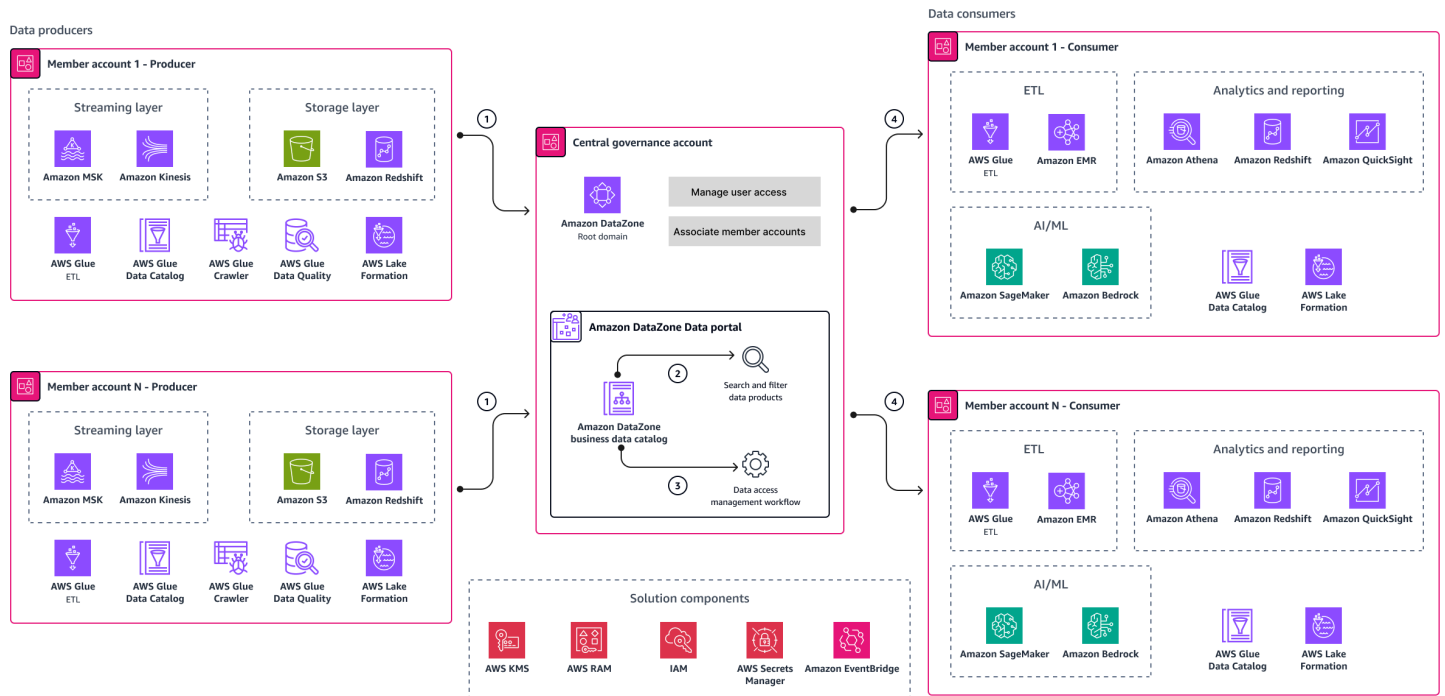 Data producers
Member account 1 - Producer
Streaming layer
Storage layer
Amazon MSK
Amazon Kinesis
Amazon S3
Amazon Redshift
AWS Glue
ETL
AWS Glue
Data Catalog
AWS Glue
Crawler
AWS Glue
Data Quality
AWS Lake
Formation
Member account N - Producer
Streaming layer
Storage layer
Amazon MSK
Amazon Kinesis
Amazon S3
Amazon Redshift
AWS Glue
ETL
AWS Glue
Data Catalog
AWS Glue
Crawler
AWS Glue
Data Quality
AWS Lake
Formation
1
1
Central governance account
Amazon DataZone
Root domain
Manage user access
Associate member accounts
Amazon DataZone Data portal
2
Search and filter
data products
Amazon DataZone
business data catalog
3
Data access
management workflow
Solution components
AWS KMS
AWS RAM
IAM
AWS Secrets
Manager
Amazon EventBridge
4
4
Data consumers
Member account 1 - Consumer
ETL
AWS Glue
ETL
Amazon EMR
Analytics and reporting
Amazon Athena
Amazon Redshift
Amazon QuickSight
AI/ML
Amazon SageMaker
Amazon Bedrock
AWS Glue
Data Catalog
AWS Lake
Formation
Member account N - Consumer
ETL
AWS Glue
ETL
Amazon EMR
Analytics and reporting
Amazon Athena
Amazon Redshift
Amazon QuickSight
AI/ML
Amazon SageMaker
Amazon Bedrock
AWS Glue
Data Catalog
AWS Lake
Formation